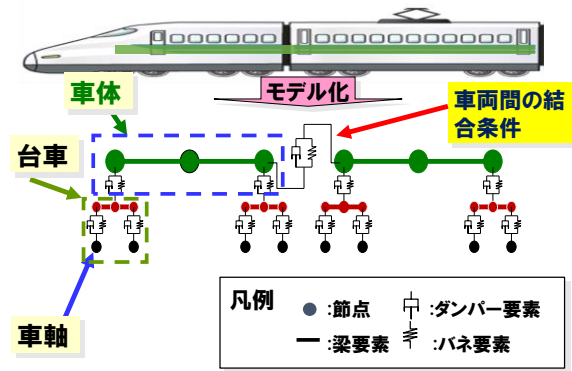 モデル化
車体
車両間の結
合条件
台車
車軸
凡例
:節点
:ダンパー要素
:梁要素
:バネ要素